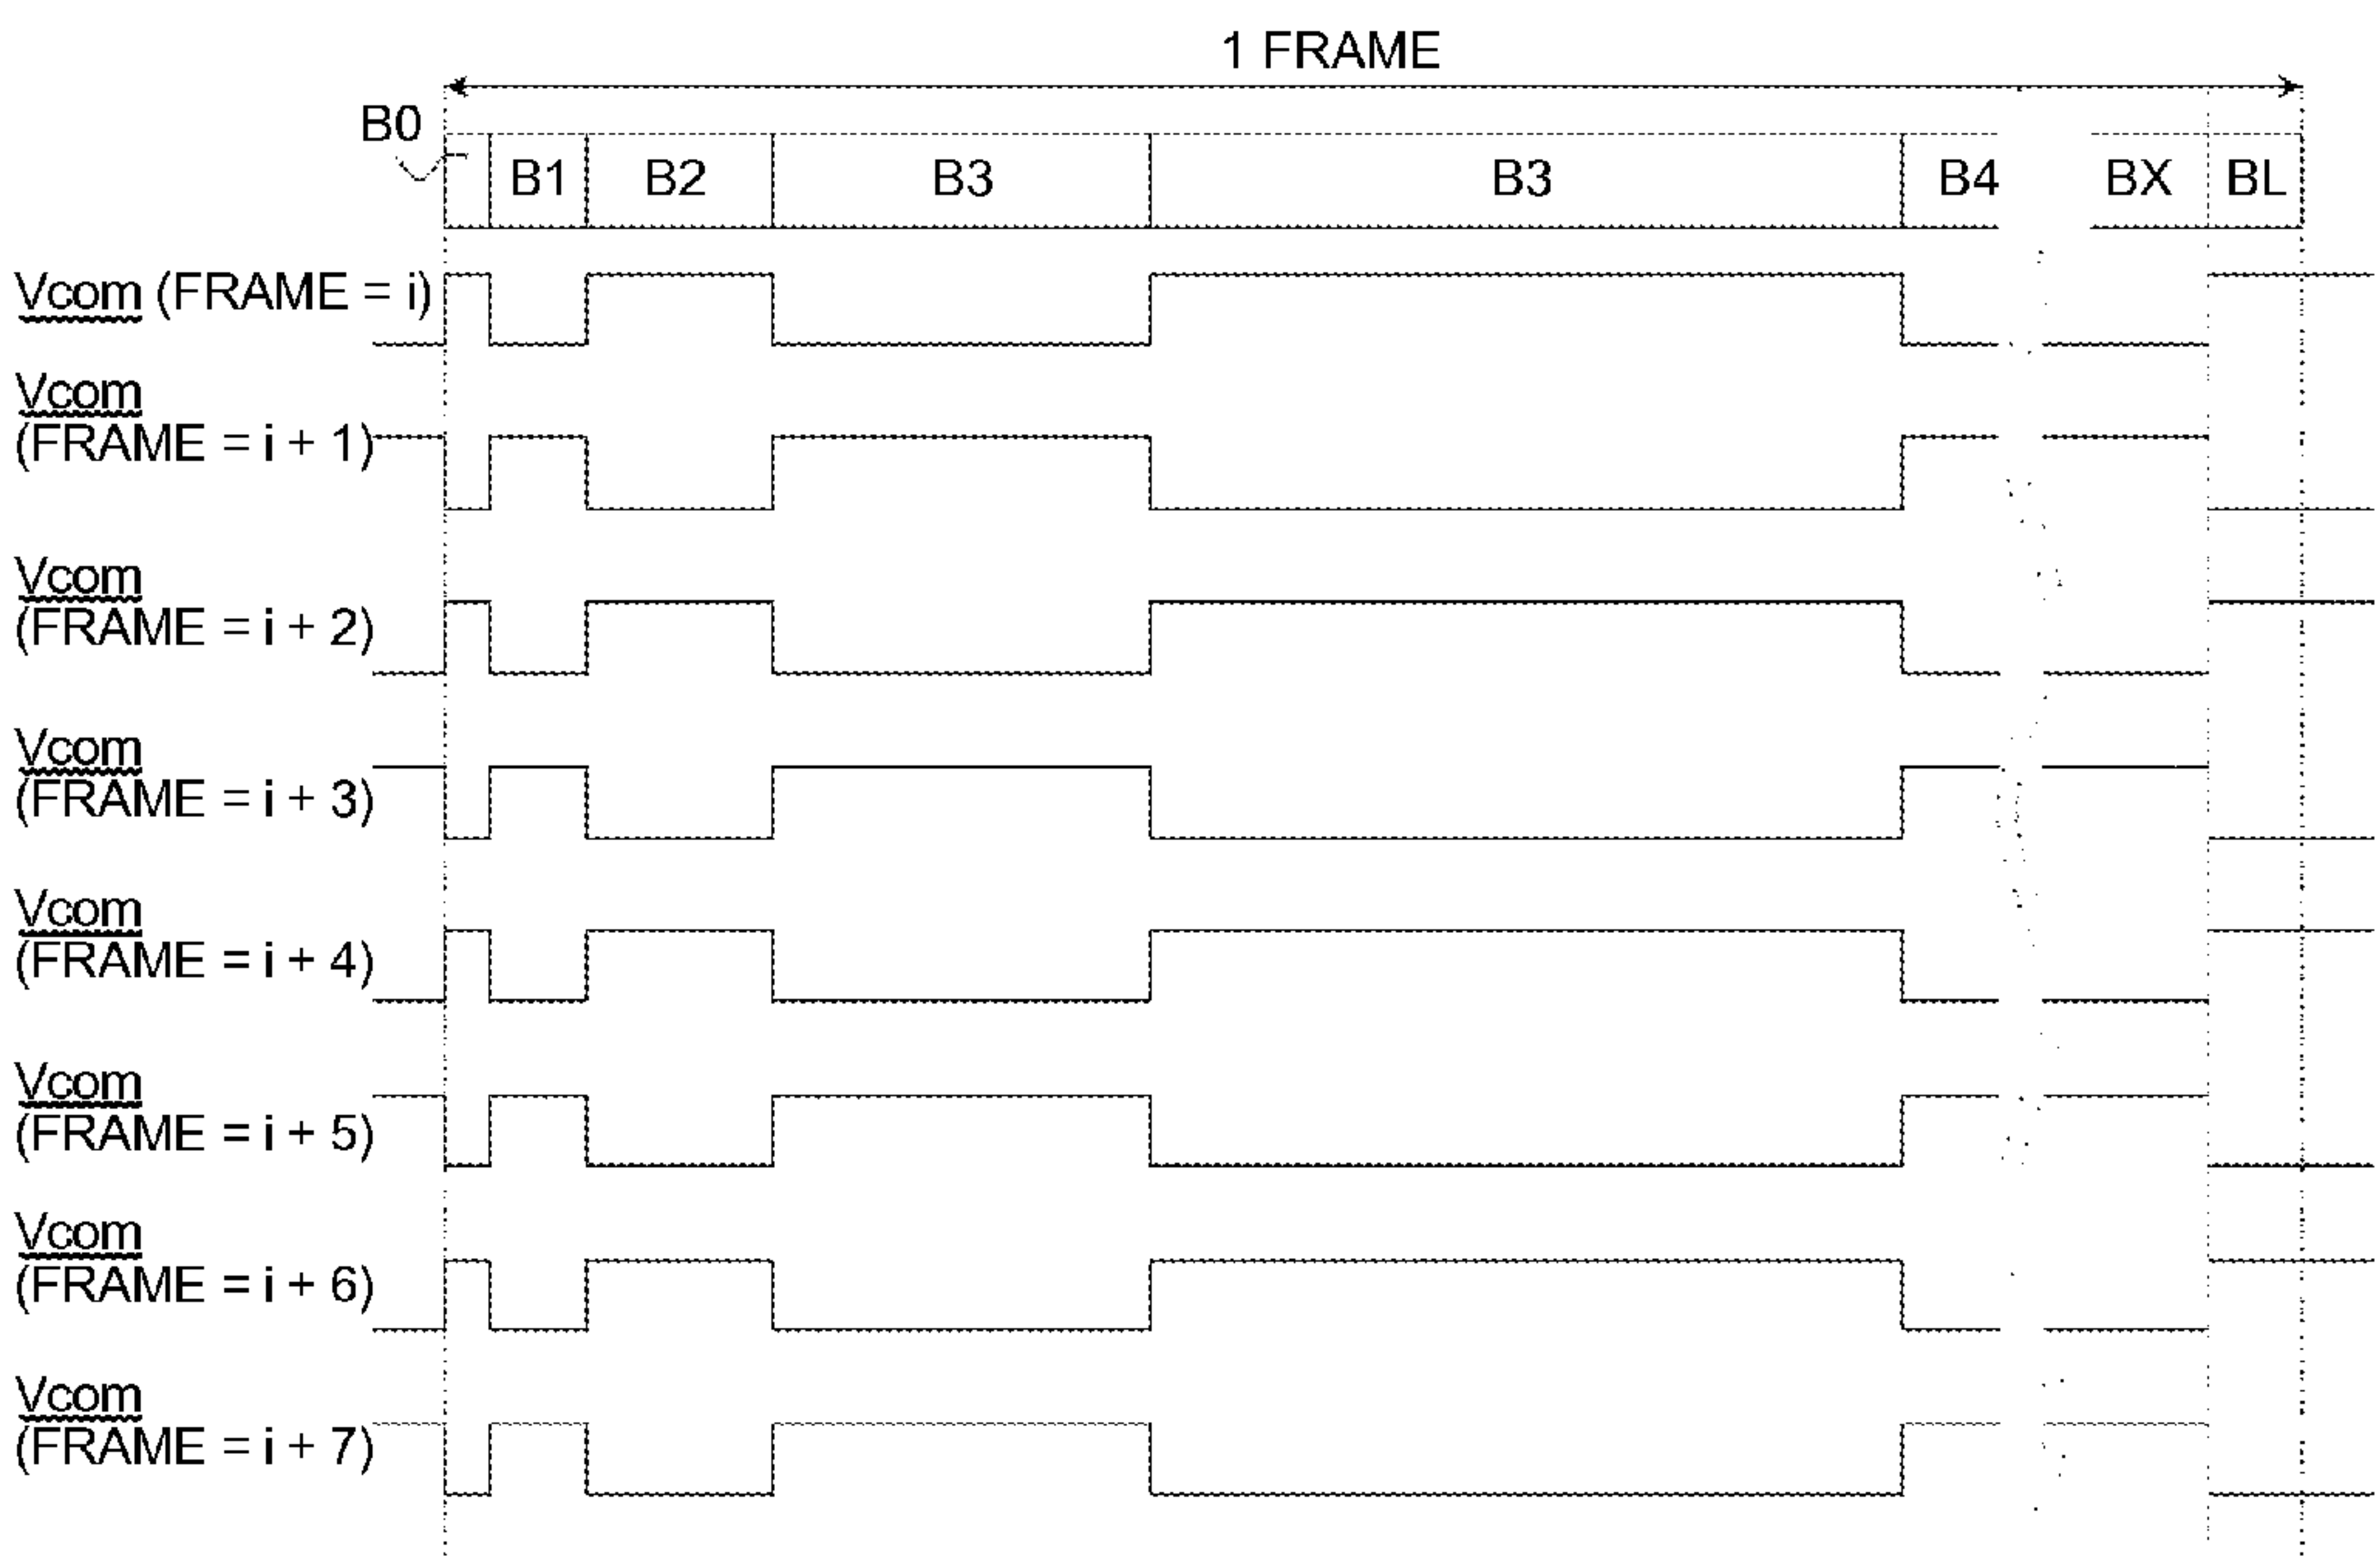 1 FRAME
B0
B1 B2 B3 B3 B4 BX BL
Vcom (FRAME = i)
Vcom
(FRAME = i + 1)
Vcom
(FRAME = i + 2)
Vcom
(FRAME = i + 3)
Vcom
(FRAME = i + 4)
Vcom
(FRAME = i + 5)
Vcom
(FRAME = i + 6)
Vcom
(FRAME = i + 7)